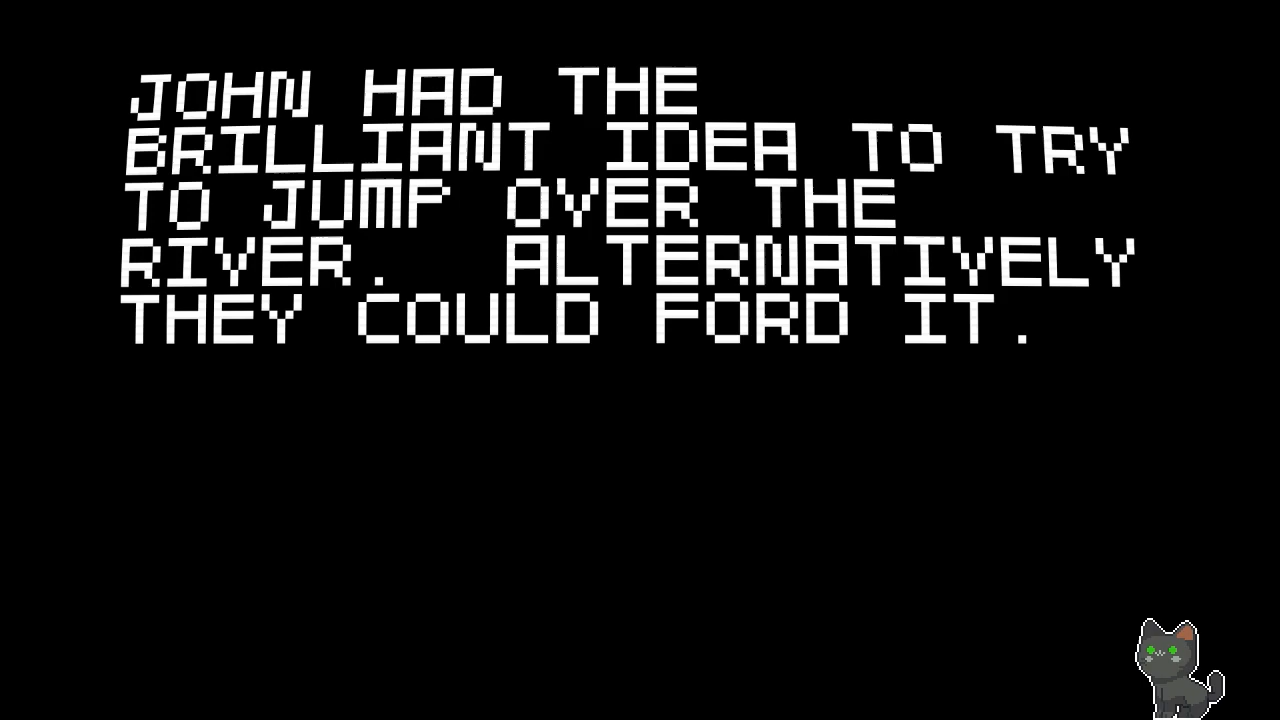 JOHN HAD THE
BRILLIANT IDEA TO TRY
TO JUMP OVER THE
RIVER.  ALTERNATIVELY
THEY COULD FORD IT.